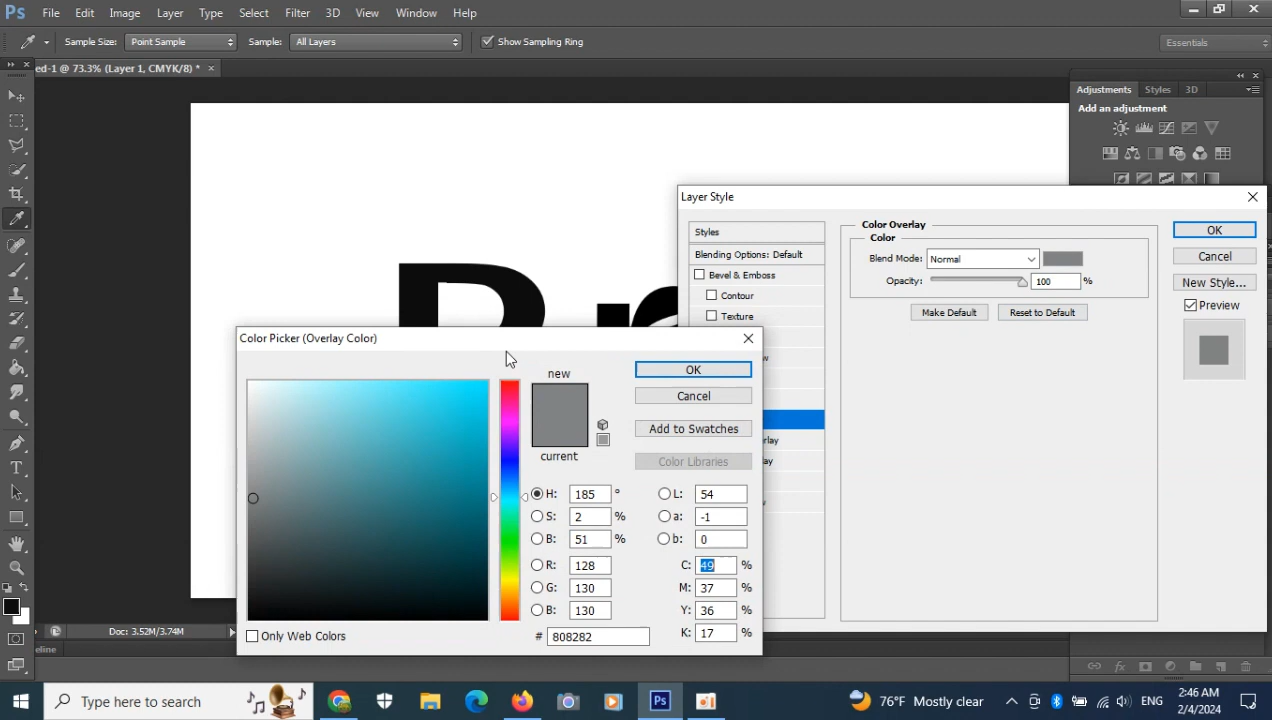 Ps File Edit Image Layer Type Select Filter 3D View Window Help
Sample Size: Point Sample Sample: All Layers Show Sampling Ring Essentials
ed-1 @ 73.3% (Layer 1, CMYK/8) * ×
Adjustments Styles 3D
Add an adjustment
Layer Style
Styles
Blending Options: Default
Bevel & Emboss
Contour
Texture
Color Overlay
Color
Blend Mode: Normal
Opacity: 100 %
Make Default Reset to Default
OK
Cancel
New Style...
Preview
Color Picker (Overlay Color)
new
current
OK
Cancel
Add to Swatches
Color Libraries
H: 185 °
S: 2 %
B: 51 %
R: 128
G: 130
B: 130
L: 54
a: -1
b: 0
C: 49 %
M: 37 %
Y: 36 %
K: 17 %
# 808282
Only Web Colors
Doc: 3.52M/3.74M
eline
Type here to search
Ps
76°F Mostly clear
ENG
2:46 AM
2/4/2024